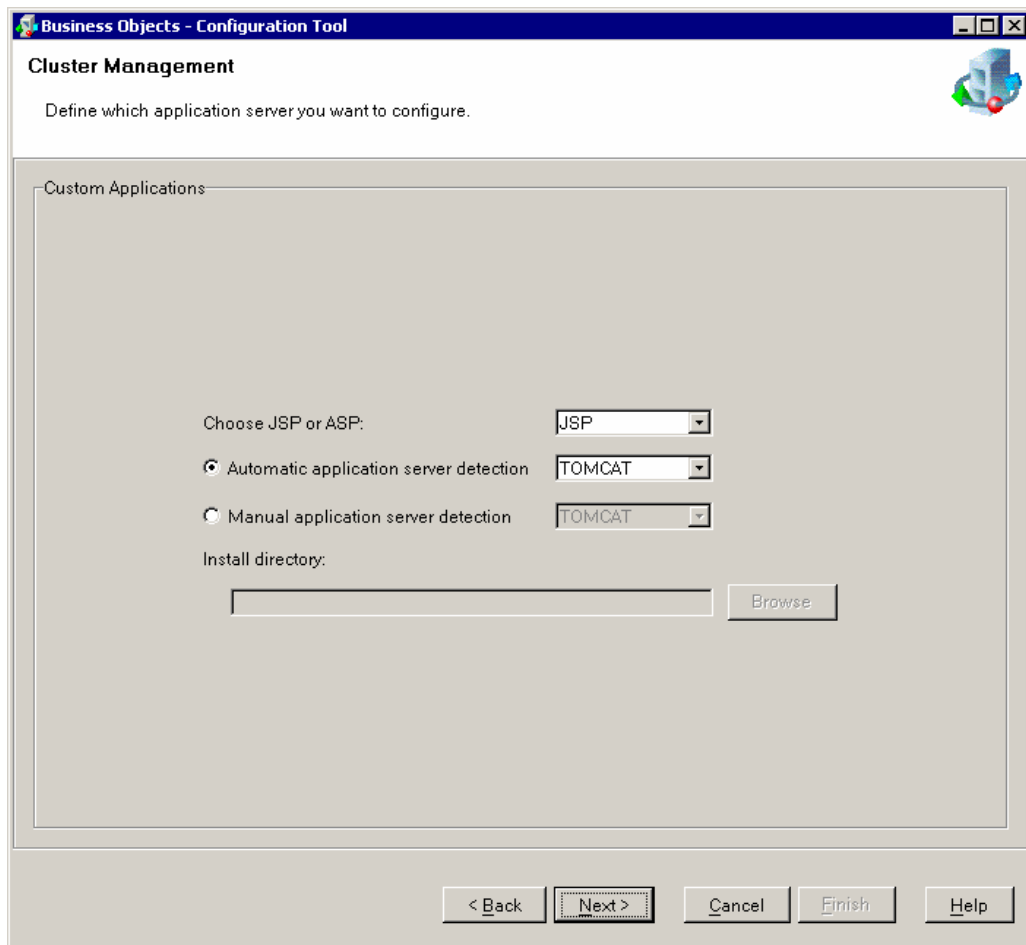 Business Objects - Configuration Tool
Cluster Management
Define which application server you want to configure.
Custom Applications
Choose JSP or ASP:
JSP
Automatic application server detection
TOMCAT
Manual application server detection
TOMCAT
Install directory:
Browse
< Back
Next >
Cancel
Finish
Help